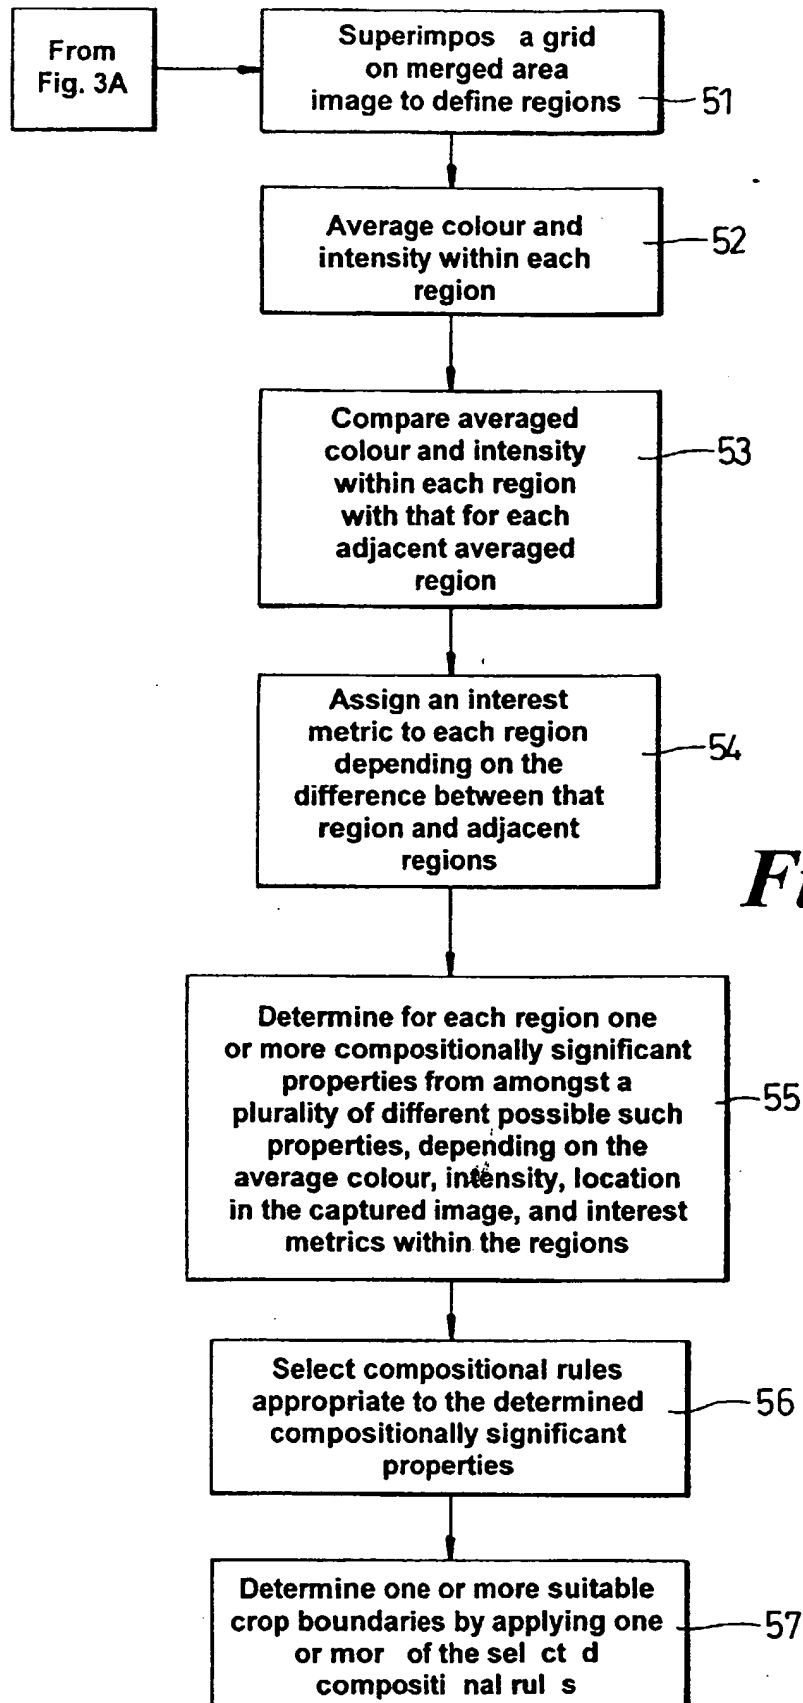 From
Fig. 3A
Superimpos a grid
on merged area
image to define regions
51
Average colour and
intensity within each
region
52
Compare averaged
colour and intensity
within each region
with that for each
adjacent averaged
region
53
Assign an interest
metric to each region
depending on the
difference between that
region and adjacent
regions
54
Determine for each region one
or more compositionally significant
properties from amongst a
plurality of different possible such
properties, depending on the
average colour, intensity, location
in the captured image, and interest
metrics within the regions
55
Select compositional rules
appropriate to the determined
compositionally significant
properties
56
Determine one or more suitable
crop boundaries by applying one
or mor of the sel ct d
compositi nal rul s
57